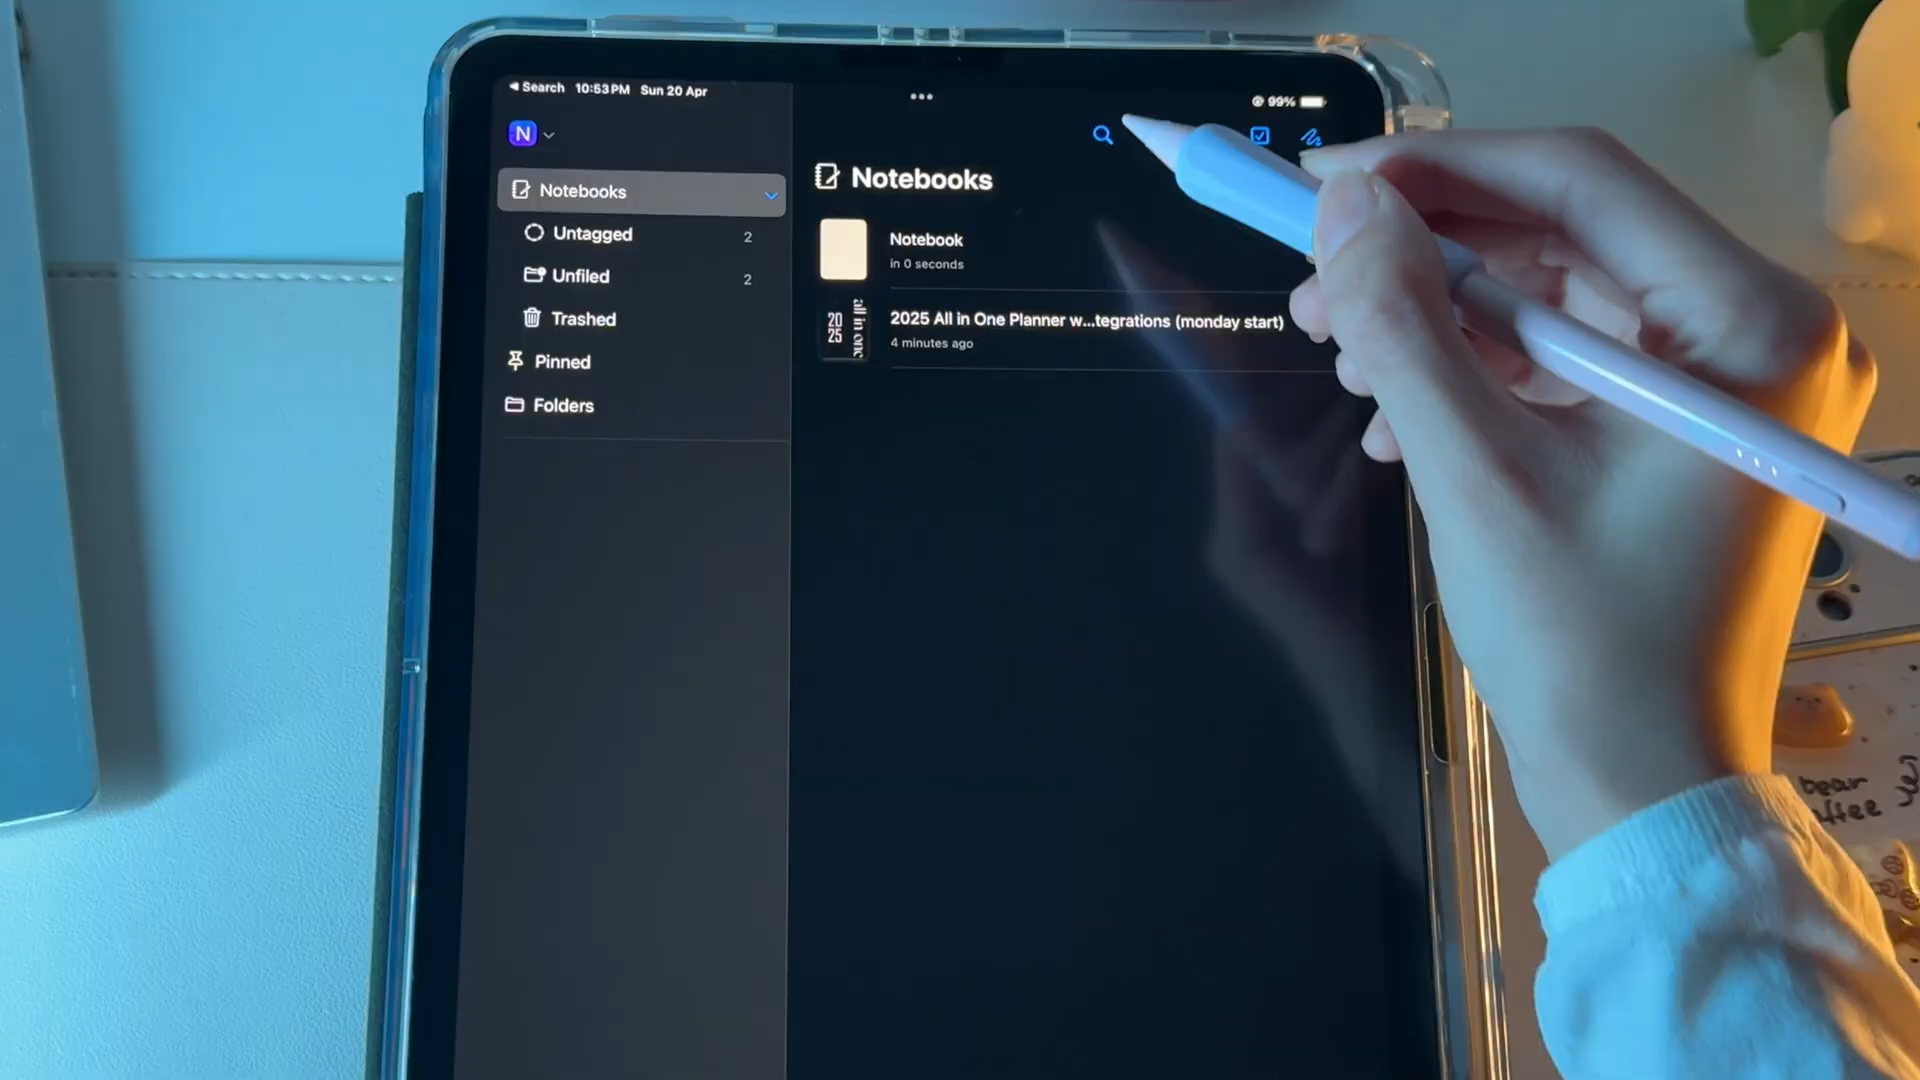 Search 10:53 PM Sun 20 Apr
99%
N
Notebooks
Untagged 2
Unfiled 2
Trashed
Pinned
Folders
Notebooks
Notebook
in 0 seconds
20
25
all in one
2025 All in One Planner w...tegrations (monday start)
4 minutes ago
bear